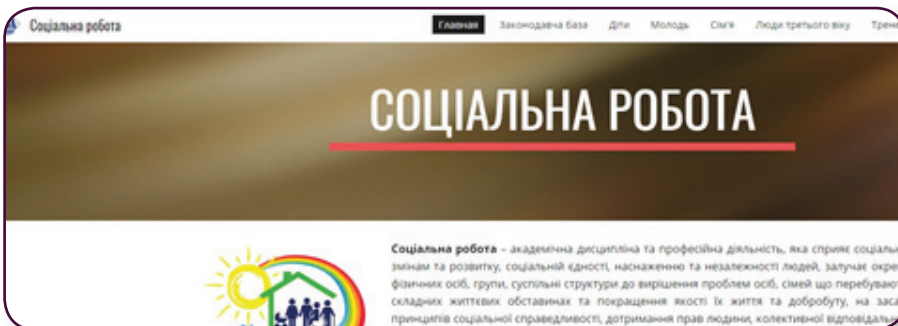 Соціальна робота
Главная Законодавча база Діти Молодь Сім'я Люди третього віку
СОЦІАЛЬНА РОБОТА
Соціальна робота – академічна дисципліна та професійна діяльність, яка сприяє соціальн
змінам та розвитку, соціальній єдності, наснаженню та незалежності людей, залучає окре
фізичних осіб, групи, суспільні структури до вирішення проблем осіб, сімей що перебуваю
складних життєвих обставинах та покращення якості їх життя та добробуту, на заса
принципів соціальної справедливості, дотримання прав людини, колективної відповідальн